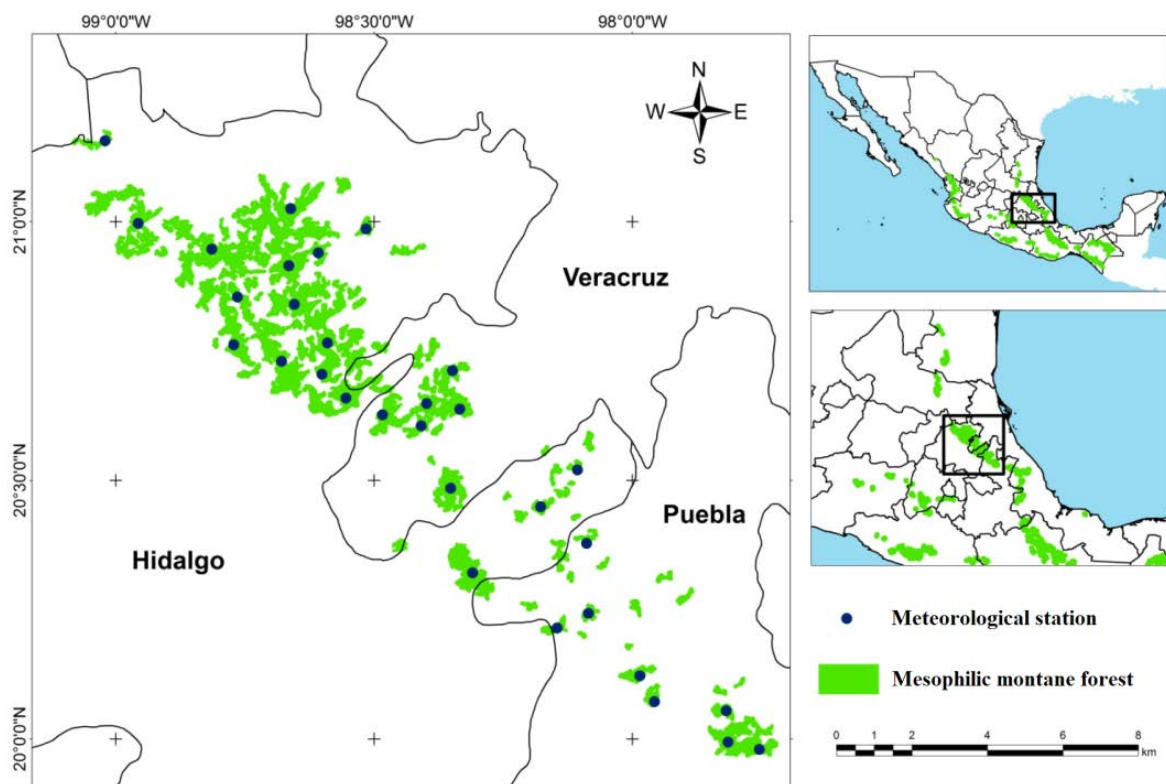 99°0'0"W 98°30'0"W 98°0'0"W
N
W E
S
21°0'0"N
Veracruz
20°30'0"N
Puebla
Hidalgo
20°0'0"N
Meteorological station
Mesophilic montane forest
0 1 2 4 6 8
km